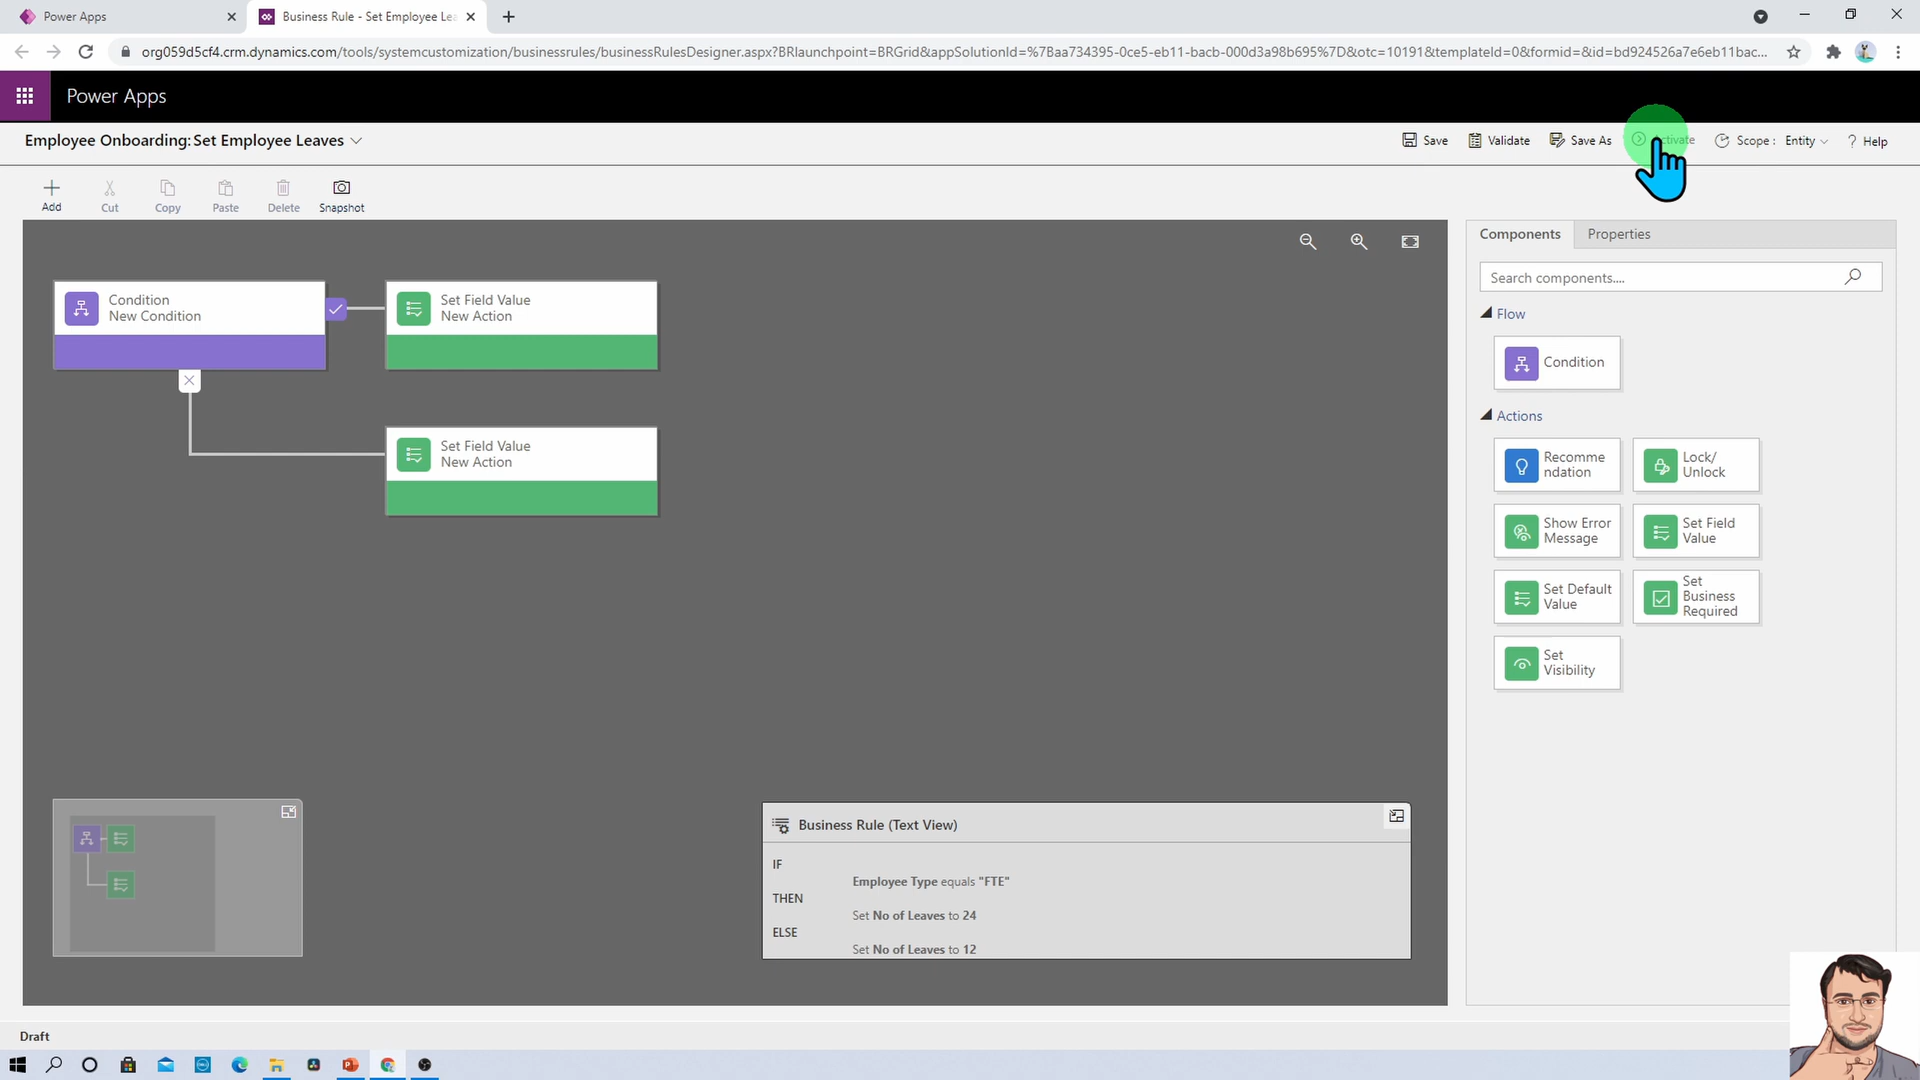 Power Apps
Business Rule - Set Employee Lea
org059d5cf4.crm.dynamics.com/tools/systemcustomization/businessrules/businessRulesDesigner.aspx?BRlaunchpoint=BRGrid&appSolutionId=%7Baa734395-0ce5-eb11-bacb-000d3a98b695%7D&otc=10191&templateId=0&formid=&id=bd924526a7e6eb11bac...
Power Apps
Employee Onboarding: Set Employee Leaves
Save
Validate
Save As
Activate
Scope :
Entity
? Help
Add
Cut
Copy
Paste
Delete
Snapshot
Components
Properties
Search components....
Condition
New Condition
Set Field Value
New Action
Set Field Value
New Action
Flow
Condition
Actions
Recomme
ndation
Lock/
Unlock
Show Error
Message
Set Field
Value
Set Default
Value
Set
Business
Required
Set
Visibility
Business Rule (Text View)
IF
Employee Type equals "FTE"
THEN
Set No of Leaves to 24
ELSE
Set No of Leaves to 12
Draft